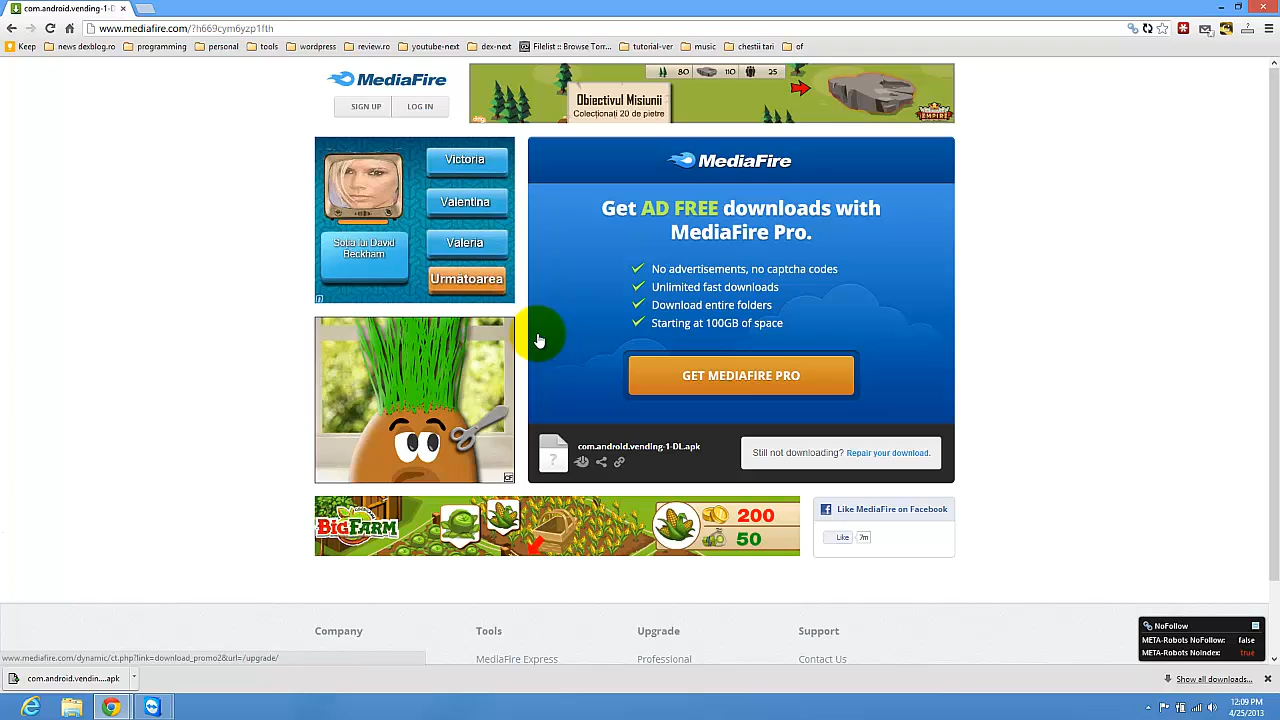 com.android.vending-1-D
www.mediafire.com/?h669cym6yzp1fth
Keep news dexblog.ro programming personal tools wordpress review.ro youtube-next dex-next Filelist :: Browse Torr... tutorial-ver music chestii tari of
MediaFire
SIGN UP LOG IN
80 110 25
Obiectivul Misiunii
Colecționați 20 de pietre
EMPIRE
Victoria
Valentina
Valeria
Următoarea
Soția lui David
Beckham
MediaFire
Get AD FREE downloads with
MediaFire Pro.
No advertisements, no captcha codes
Unlimited fast downloads
Download entire folders
Starting at 100GB of space
GET MEDIAFIRE PRO
com.android.vending-1-DL.apk
Still not downloading? Repair your download.
BIGFARM
200
50
Like MediaFire on Facebook
Like 7m
Company Tools Upgrade Support
MediaFire Express Professional Contact Us
NoFollow
META-Robots NoFollow: false
META-Robots NoIndex: true
www.mediafire.com/dynamic/ct.php?link=download_promo2&url=/upgrade/
com.android.vendin....apk
Show all downloads...
12:09 PM
4/25/2013